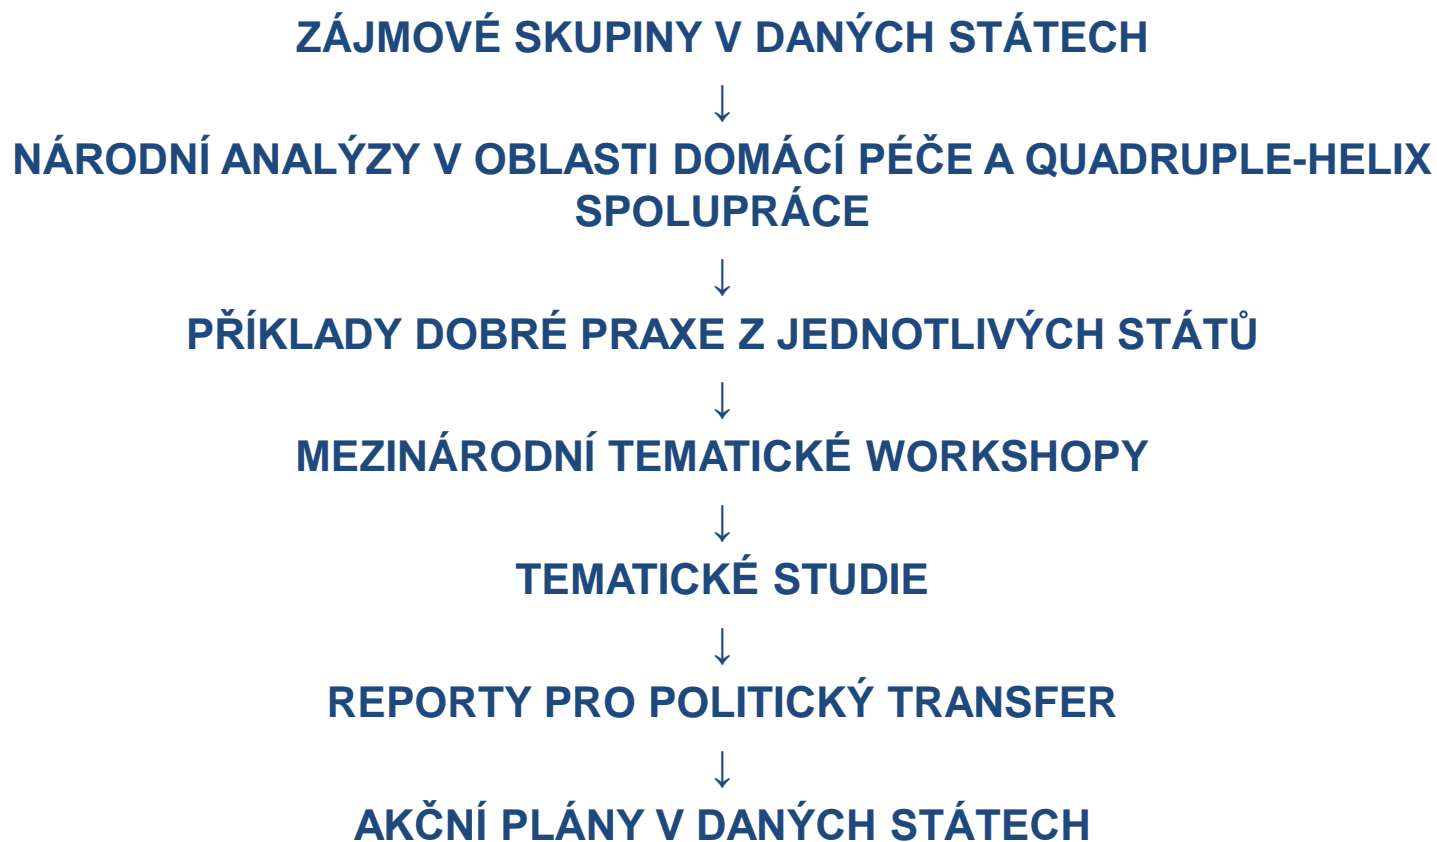 ZÁJMOVÉ SKUPINY V DANÝCH STÁTECH
↓
NÁRODNÍ ANALÝZY V OBLASTI DOMÁCÍ PÉČE A QUADRUPLE-HELIX
SPOLUPRÁCE
↓
PŘÍKLADY DOBRÉ PRAXE Z JEDNOTLIVÝCH STÁTŮ
↓
MEZINÁRODNÍ TEMATICKÉ WORKSHOPY
↓
TEMATICKÉ STUDIE
↓
REPORTY PRO POLITICKÝ TRANSFER
↓
AKČNÍ PLÁNY V DANÝCH STÁTECH